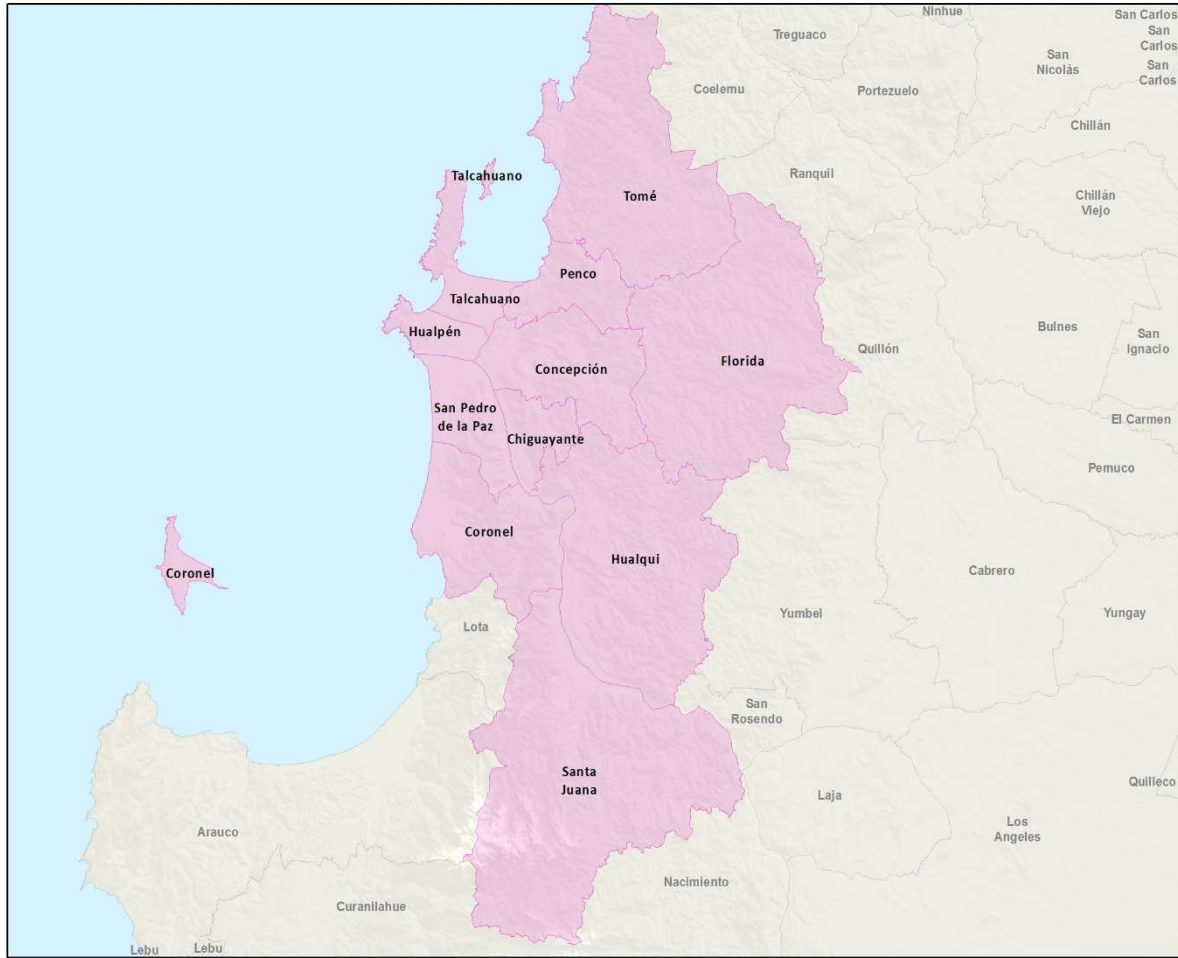 Ninhue
San Carlos
San
Carlos
San
Carlos
Treguaco
San
Nicolás
Coelemu
Portezuelo
Chillán
Talcahuano
Ranquil
Tomé
Chillán
Viejo
Penco
Talcahuano
Hualpén
Bulnes
San
Ignacio
Quillón
Concepción
Florida
San Pedro
de la Paz
El Carmen
Chiguayante
Pemuco
Coronel
Hualqui
Coronel
Cabrero
Yumbel
Yungay
Lota
San
Rosendo
Santa
Juana
Laja
Quilleco
Los
Angeles
Arauco
Nacimiento
Curanilahue
Lebu
Lebu